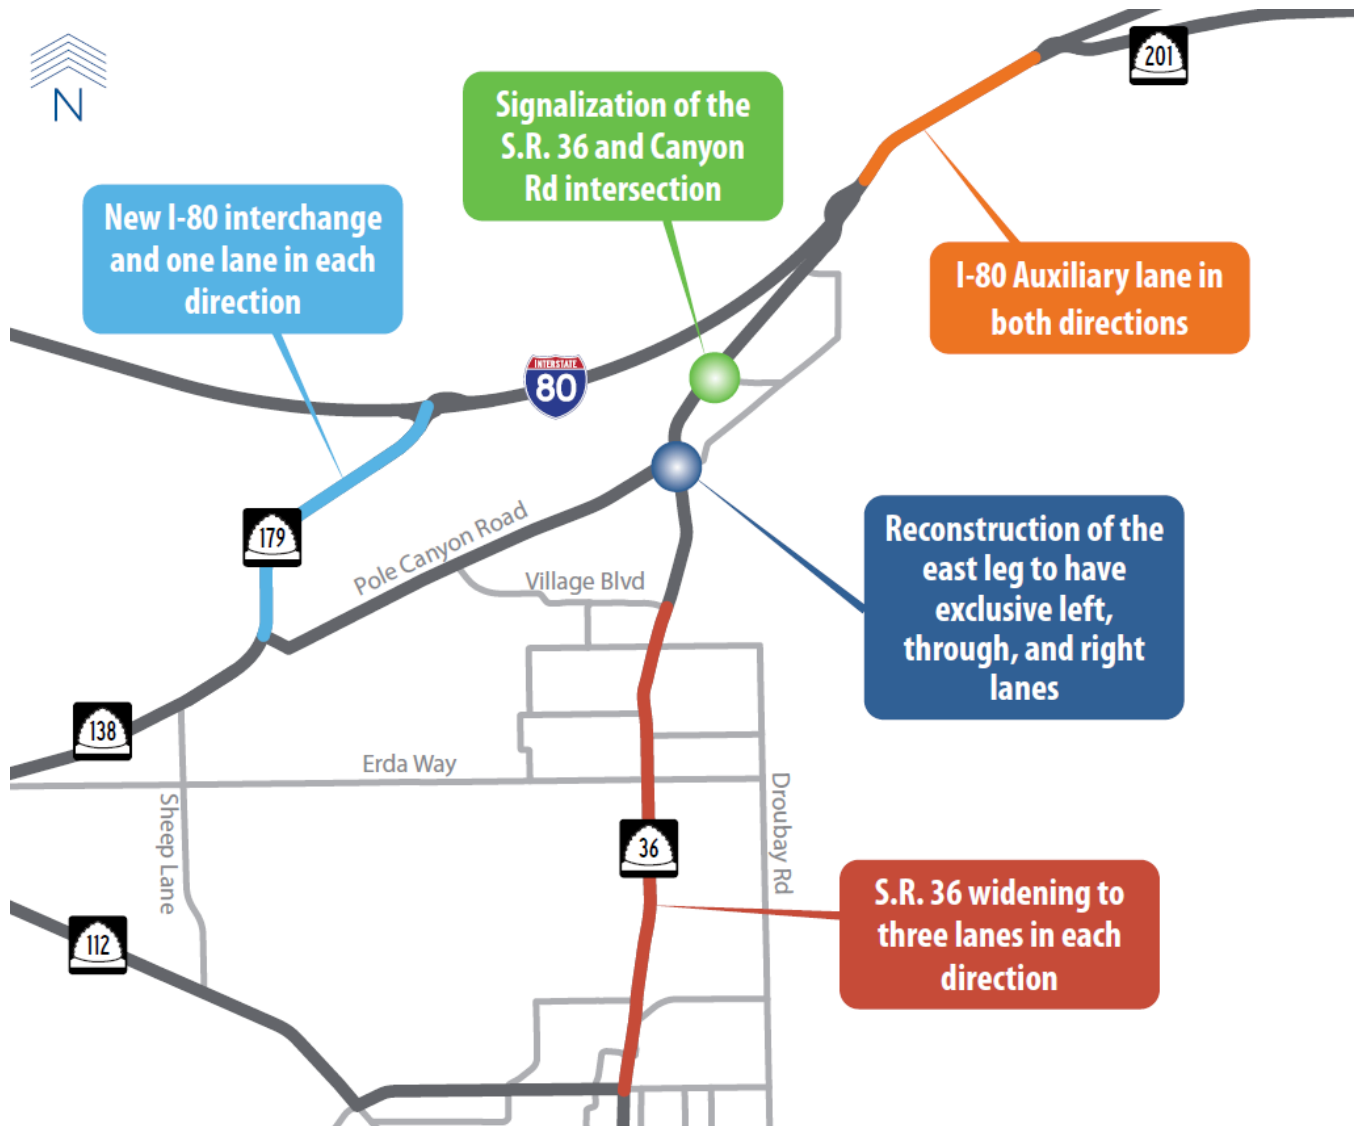 N
201
Signalization of the
S.R. 36 and Canyon
Rd intersection
New I-80 interchange
and one lane in each
direction
I-80 Auxiliary lane in
both directions
INTERSTATE
80
179
Pole Canyon Road
Village Blvd
Reconstruction of the
east leg to have
exclusive left,
through, and right
lanes
138
Erda Way
Sheep Lane
Droubay Rd
36
112
S.R. 36 widening to
three lanes in each
direction